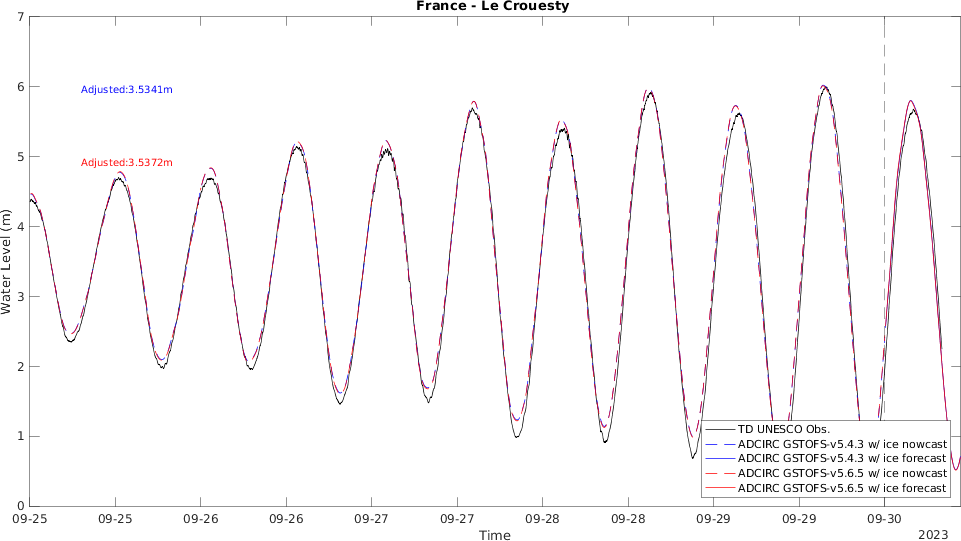 France - Le Crouesty
7
6
5
4
3
2
1
0
Water Level (m)
Adjusted:3.5341m
Adjusted:3.5372m
TD UNESCO Obs.
ADCIRC GSTOFS-v5.4.3 w/ ice nowcast
ADCIRC GSTOFS-v5.4.3 w/ ice forecast
ADCIRC GSTOFS-v5.6.5 w/ ice nowcast
ADCIRC GSTOFS-v5.6.5 w/ ice forecast
09-25 09-25 09-26 09-26 09-27 09-27 09-28 09-28 09-29 09-29 09-30
Time
2023